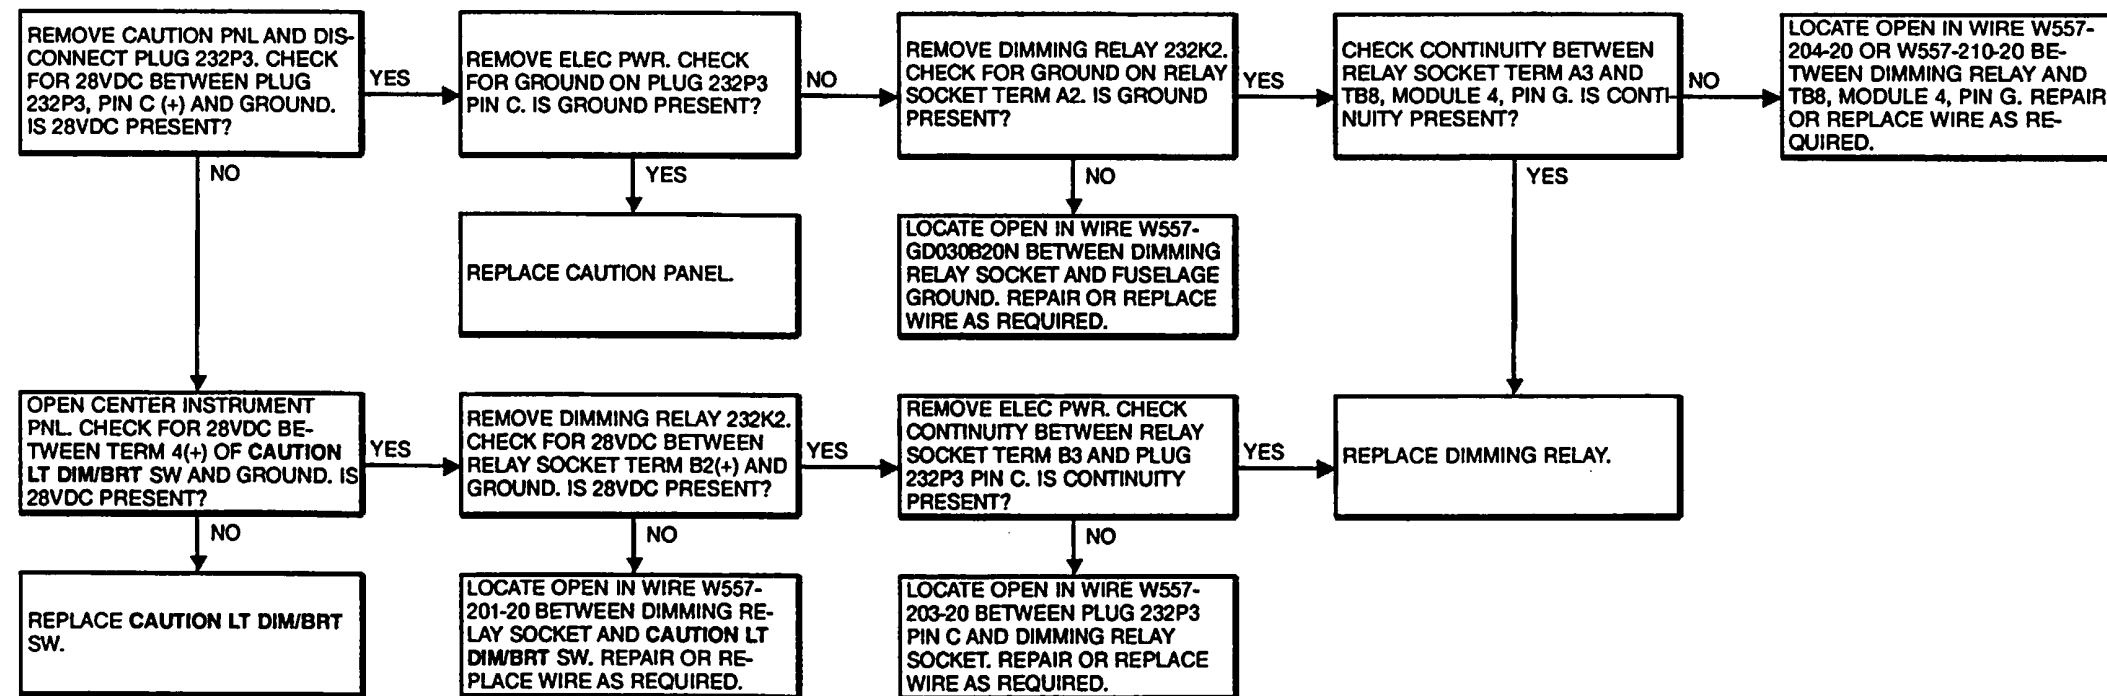 REMOVE CAUTION PNL AND DIS-
CONNECT PLUG 232P3. CHECK
FOR 28VDC BETWEEN PLUG
232P3, PIN C (+) AND GROUND.
IS 28VDC PRESENT?
YES
NO
REMOVE ELEC PWR. CHECK
FOR GROUND ON PLUG 232P3
PIN C. IS GROUND PRESENT?
NO
YES
REMOVE DIMMING RELAY 232K2.
CHECK FOR GROUND ON RELAY
SOCKET TERM A2. IS GROUND
PRESENT?
YES
NO
CHECK CONTINUITY BETWEEN
RELAY SOCKET TERM A3 AND
TB8, MODULE 4, PIN G. IS CONTI-
NUITY PRESENT?
NO
YES
LOCATE OPEN IN WIRE W557-
204-20 OR W557-210-20 BE-
TWEEN DIMMING RELAY AND
TB8, MODULE 4, PIN G. REPAIR
OR REPLACE WIRE AS RE-
QUIRED.
REPLACE CAUTION PANEL.
LOCATE OPEN IN WIRE W557-
GD030B20N BETWEEN DIMMING
RELAY SOCKET AND FUSELAGE
GROUND. REPAIR OR REPLACE
WIRE AS REQUIRED.
OPEN CENTER INSTRUMENT
PNL. CHECK FOR 28VDC BE-
TWEEN TERM 4(+) OF CAUTION
LT DIM/BRT SW AND GROUND. IS
28VDC PRESENT?
YES
NO
REMOVE DIMMING RELAY 232K2.
CHECK FOR 28VDC BETWEEN
RELAY SOCKET TERM B2(+) AND
GROUND. IS 28VDC PRESENT?
YES
NO
REMOVE ELEC PWR. CHECK
CONTINUITY BETWEEN RELAY
SOCKET TERM B3 AND PLUG
232P3 PIN C. IS CONTINUITY
PRESENT?
YES
NO
REPLACE DIMMING RELAY.
REPLACE CAUTION LT DIM/BRT
SW.
LOCATE OPEN IN WIRE W557-
201-20 BETWEEN DIMMING RE-
LAY SOCKET AND CAUTION LT
DIM/BRT SW. REPAIR OR RE-
PLACE WIRE AS REQUIRED.
LOCATE OPEN IN WIRE W557-
203-20 BETWEEN PLUG 232P3
PIN C AND DIMMING RELAY
SOCKET. REPAIR OR REPLACE
WIRE AS REQUIRED.